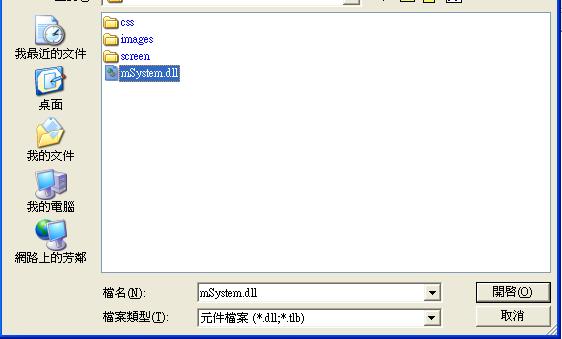 css
images
screen
mSystem.dll
我最近的文件
桌面
我的文件
我的電腦
網路上的芳鄰
檔名(N):
mSystem.dll
開啓(O)
檔案類型(T):
元件檔案 (*.dll;*.tlb)
取消